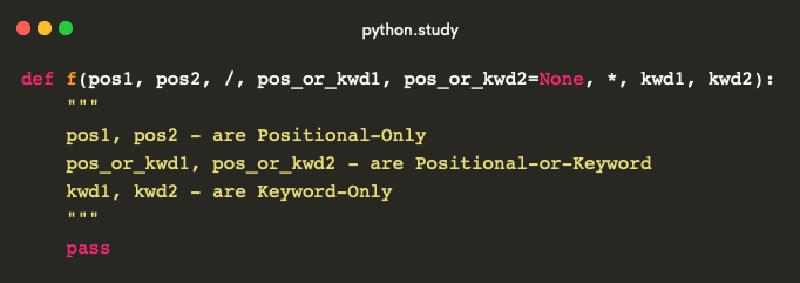 python.study
def f(pos1, pos2, /, pos_or_kwd1, pos_or_kwd2=None, *, kwd1, kwd2):
    """
    pos1, pos2 - are Positional-Only
    pos_or_kwd1, pos_or_kwd2 - are Positional-or-Keyword
    kwd1, kwd2 - are Keyword-Only
    """
    pass